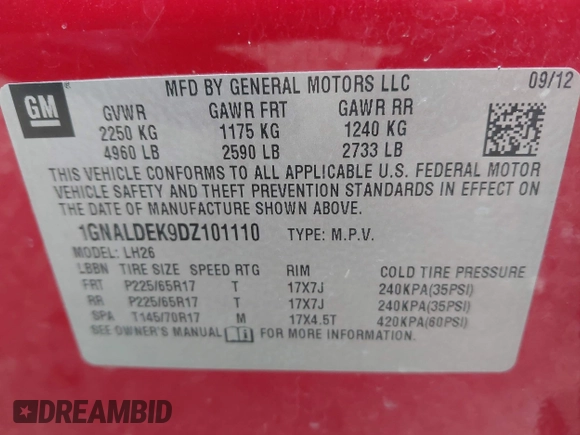 GM
MFD BY GENERAL MOTORS LLC 09/12
GVWR GAWR FRT GAWR RR
2250 KG 1175 KG 1240 KG
4960 LB 2590 LB 2733 LB
THIS VEHICLE CONFORMS TO ALL APPLICABLE U.S. FEDERAL MOTOR
VEHICLE SAFETY AND THEFT PREVENTION STANDARDS IN EFFECT ON
THE DATE OF MANUFACTURE SHOWN ABOVE.
1GNALDEK9DZ101110 TYPE: M.P.V.
MODEL: LH26
LBBN TIRE SIZE SPEED RTG RIM COLD TIRE PRESSURE
FRT P225/65R17 T 17X7J 240KPA(35PSI)
RR P225/65R17 T 17X7J 240KPA(35PSI)
SPA T145/70R17 M 17X4.5T 420KPA(60PSI)
SEE OWNER'S MANUAL FOR MORE INFORMATION.
DREAMBID